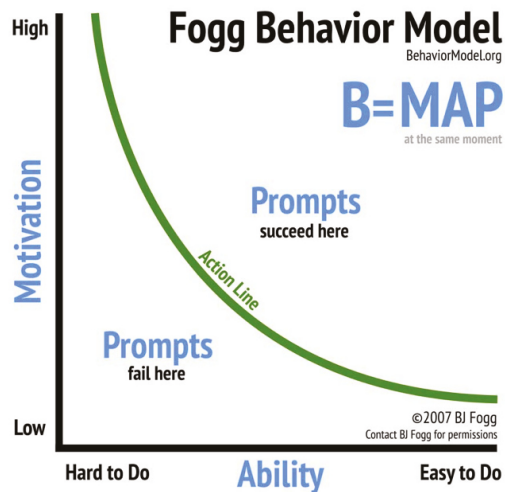 High
Fogg Behavior Model
BehaviorModel.org
B=MAP
at the same moment
Motivation
Prompts
succeed here
Action Line
Prompts
fail here
©2007 BJ Fogg
Contact BJ Fogg for permissions
Low
Hard to Do
Ability
Easy to Do